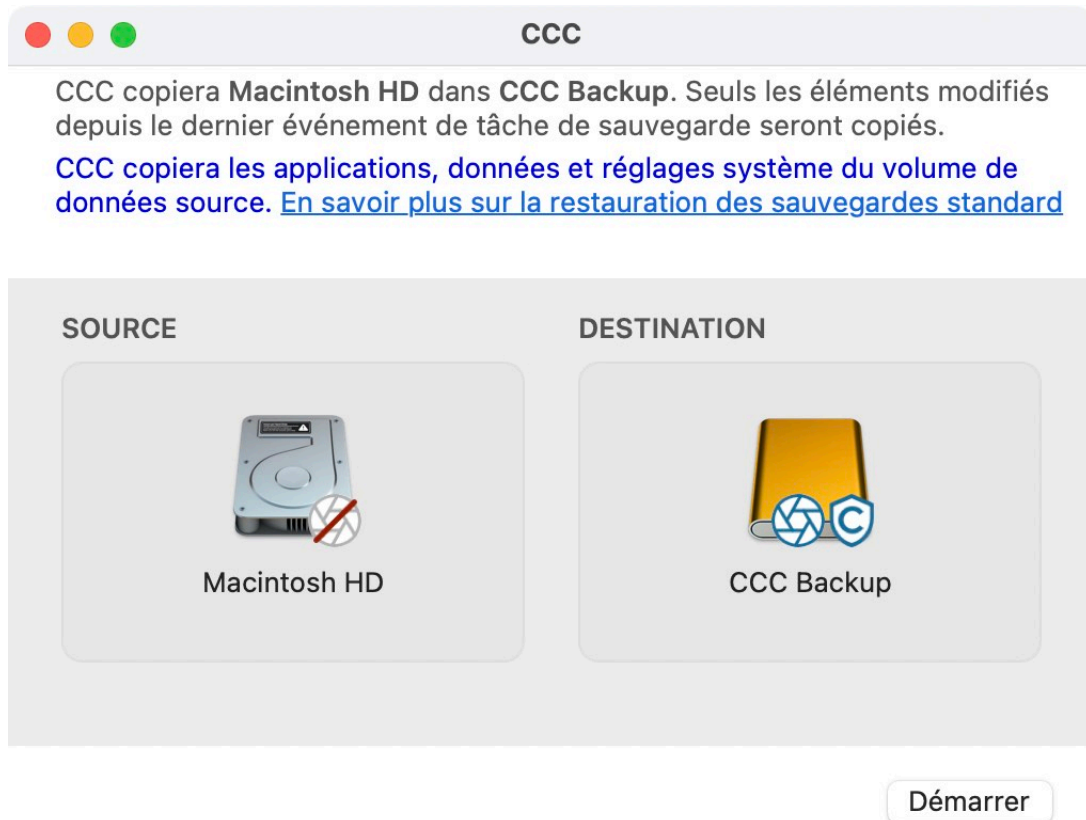 CCC
CCC copiera Macintosh HD dans CCC Backup. Seuls les éléments modifiés
depuis le dernier événement de tâche de sauvegarde seront copiés.
CCC copiera les applications, données et réglages système du volume de
données source. En savoir plus sur la restauration des sauvegardes standard
SOURCE
DESTINATION
Macintosh HD
CCC Backup
Démarrer